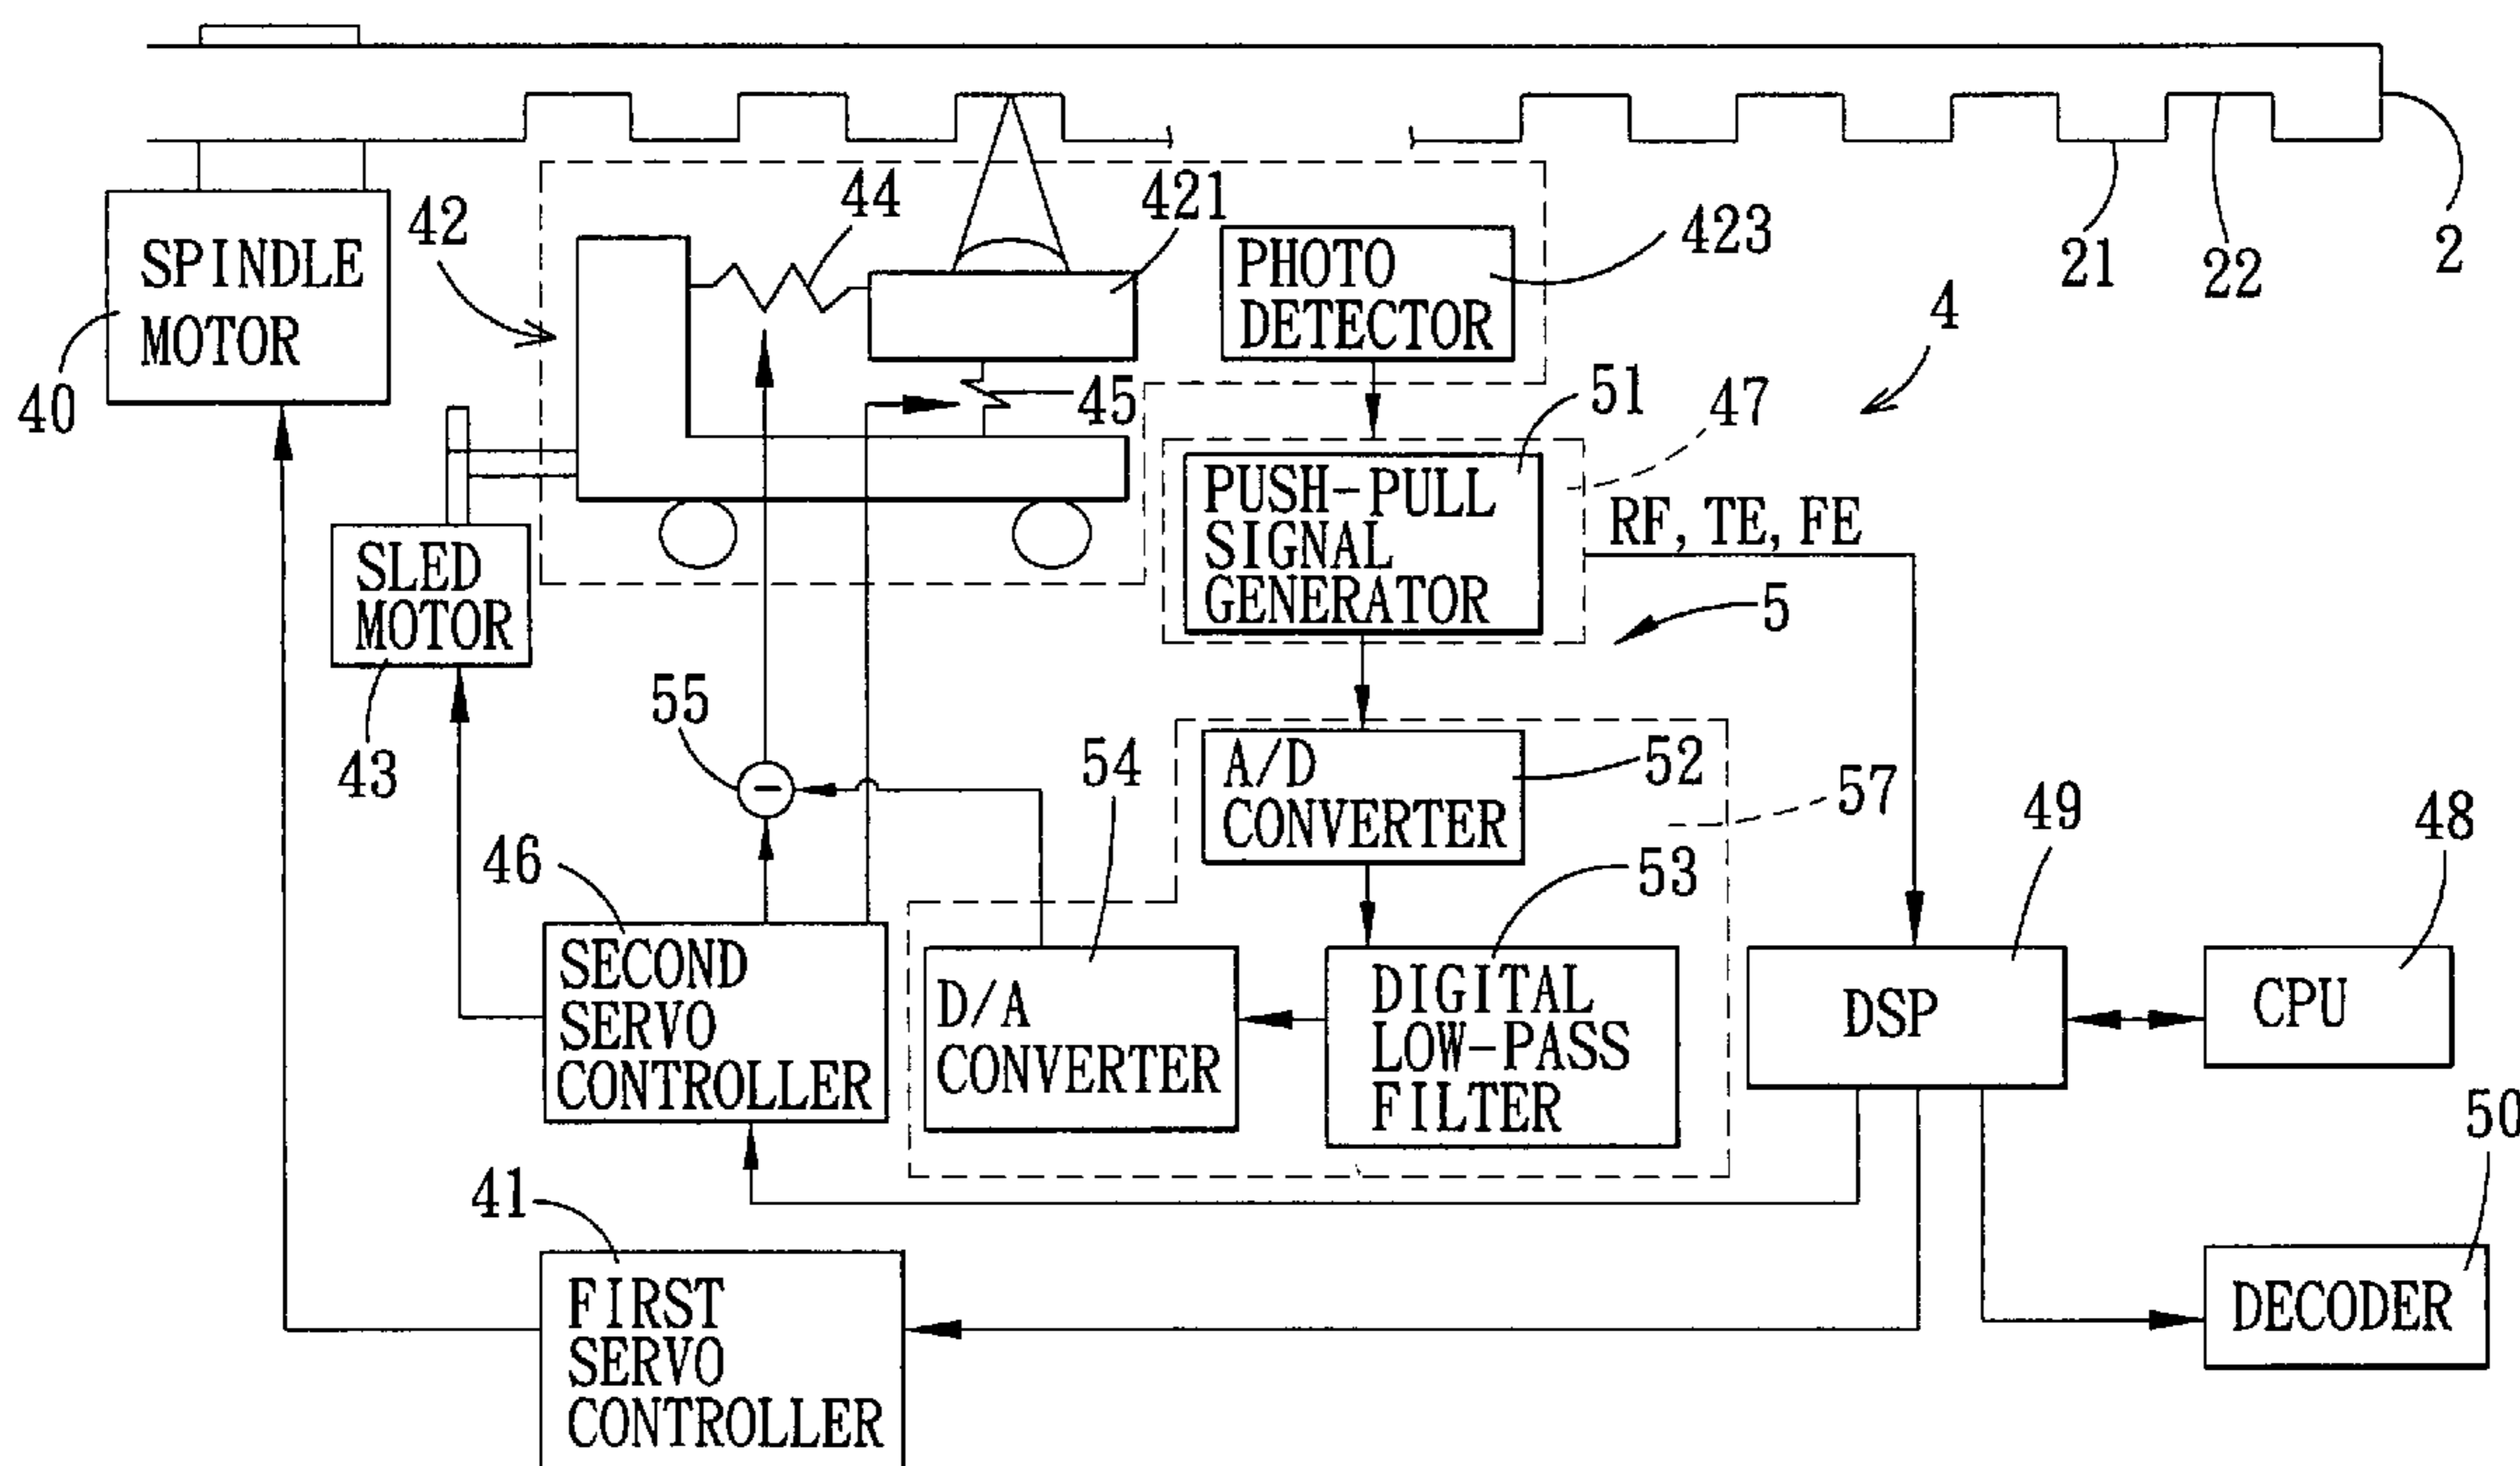 44
421
42
423
SPINDLE
MOTOR
PHOTO
DETECTOR
21
22
2
4
40
45
51
47
PUSH-PULL
SIGNAL
GENERATOR
RF, TE, FE
SLED
MOTOR
5
55
43
54
A/D
CONVERTER
52
57
49
48
46
53
SECOND
SERVO
CONTROLLER
D/A
CONVERTER
DIGITAL
LOW-PASS
FILTER
DSP
CPU
50
41
FIRST
SERVO
CONTROLLER
DECODER